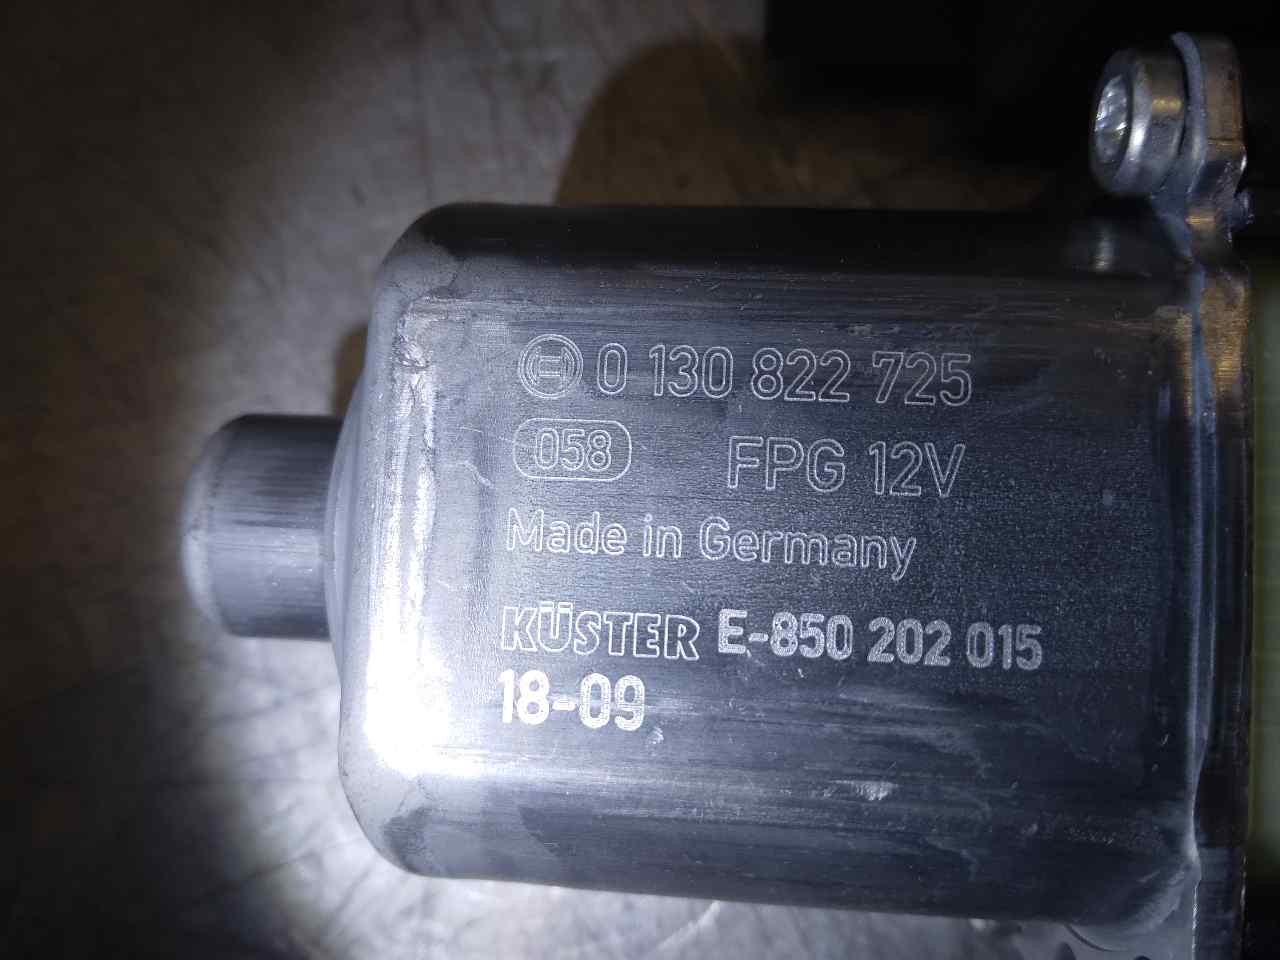 0 130 822 725
058 FPG 12V
Made in Germany
KÜSTER E-850 202 015
18-09